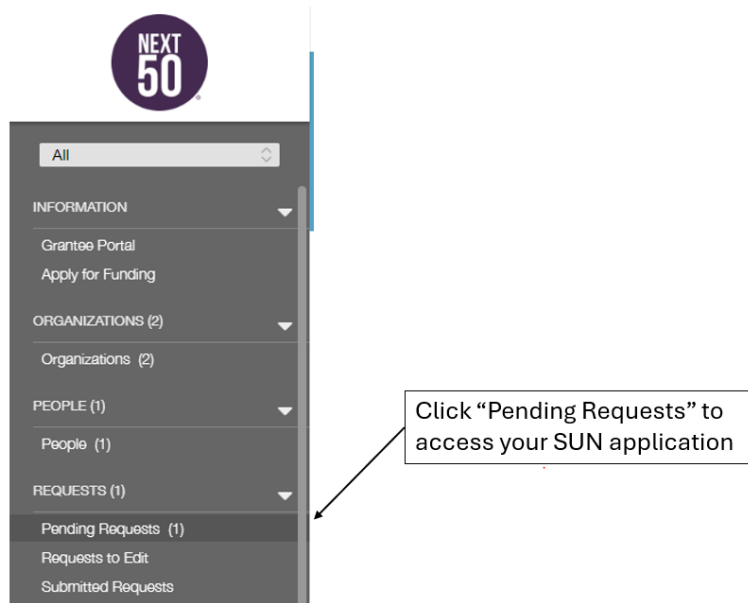 NEXT
50
All
INFORMATION
Grantee Portal
Apply for Funding
ORGANIZATIONS (2)
Organizations (2)
PEOPLE (1)
People (1)
REQUESTS (1)
Pending Requests (1)
Requests to Edit
Submitted Requests
Click “Pending Requests” to
access your SUN application